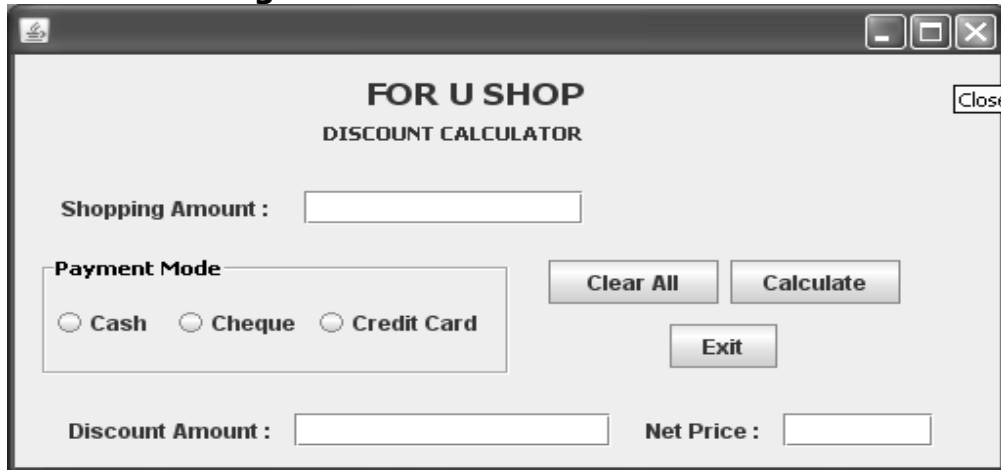 FOR U SHOP
Close
DISCOUNT CALCULATOR
Shopping Amount :
Payment Mode
Cash Cheque Credit Card
Clear All Calculate
Exit
Discount Amount : Net Price :